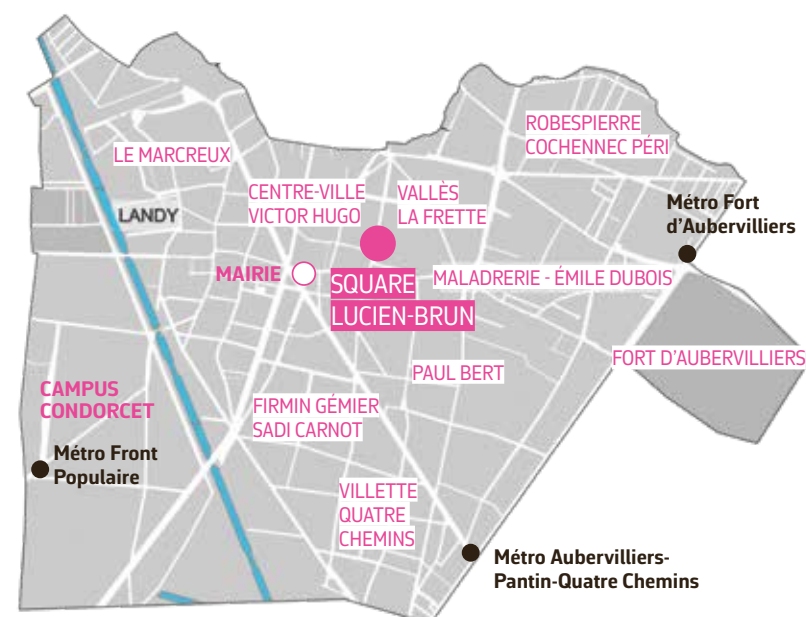 ROBESPIERRE
COCHENNEC PÉRI
LE MARCREUX
CENTRE-VILLE
VICTOR HUGO
VALLÈS
LA FRETTE
LANDY
Métro Fort
d'Aubervilliers
MAIRIE
SQUARE
LUCIEN-BRUN
MALADRERIE - ÉMILE DUBOIS
FORT D'AUBERVILLIERS
PAUL BERT
CAMPUS
CONDORCET
FIRMIN GÉMIER
SADI CARNOT
Métro Front
Populaire
VILLETTE
QUATRE
CHEMINS
Métro Aubervilliers-
Pantin-Quatre Chemins